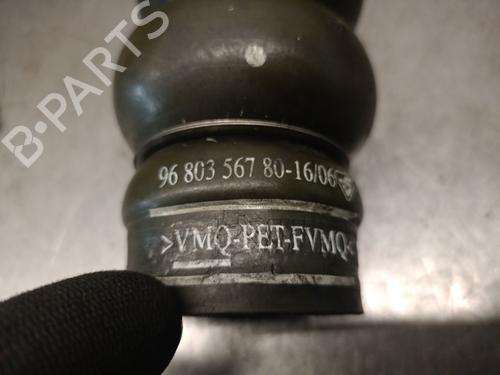 B-PARTS
96 803 567 80-16/06
>VMQ-PET-FVMQ<